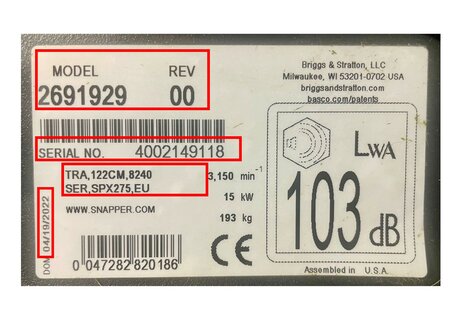 MODEL REV
2691929 00
SERIAL NO. 4002149118
TRA,122CM,8240
SER,SPX275,EU
WWW.SNAPPER.COM
DOM 04/19/2022
0 047282 820186
3,150 min-1
15 kW
193 kg
CE
Briggs & Stratton, LLC
Milwaukee, WI 53201-0702 USA
briggsandstratton.com
basco.com/patents
LWA
103 dB
Assembled in U.S.A.